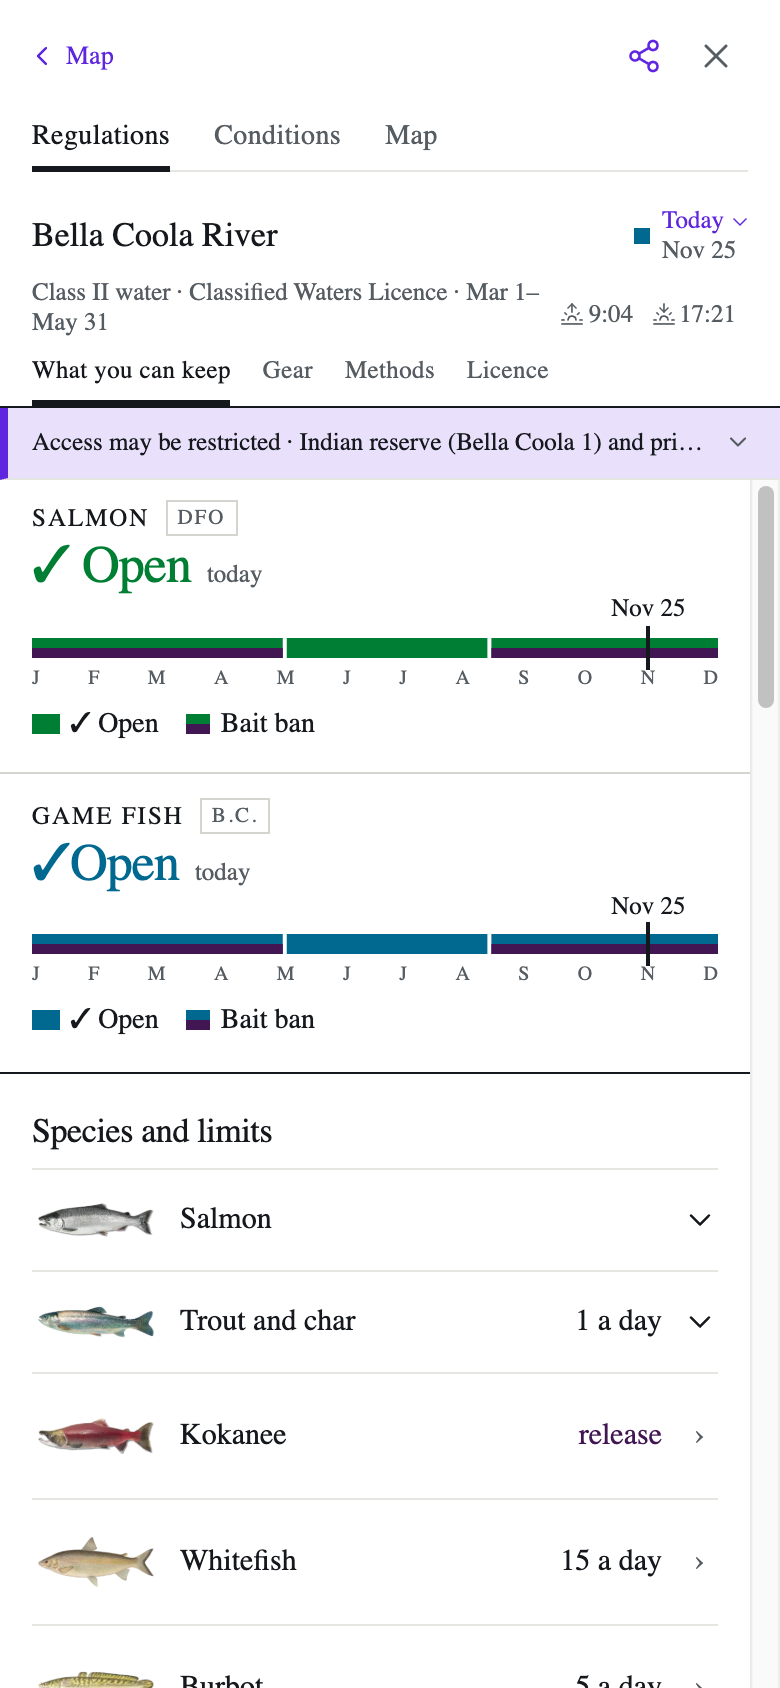 Map
Regulations Conditions Map
Bella Coola River
Today
Nov 25
Class II water · Classified Waters Licence · Mar 1–
May 31
9:04 17:21
What you can keep Gear Methods Licence
Access may be restricted · Indian reserve (Bella Coola 1) and pri…
SALMON DFO
✓ Open today
Nov 25
J F M A M J J A S O N D
✓ Open Bait ban
GAME FISH B.C.
✓Open today
Nov 25
J F M A M J J A S O N D
✓ Open Bait ban
Species and limits
Salmon
Trout and char 1 a day
Kokanee release
Whitefish 15 a day
Burbot 5 a day